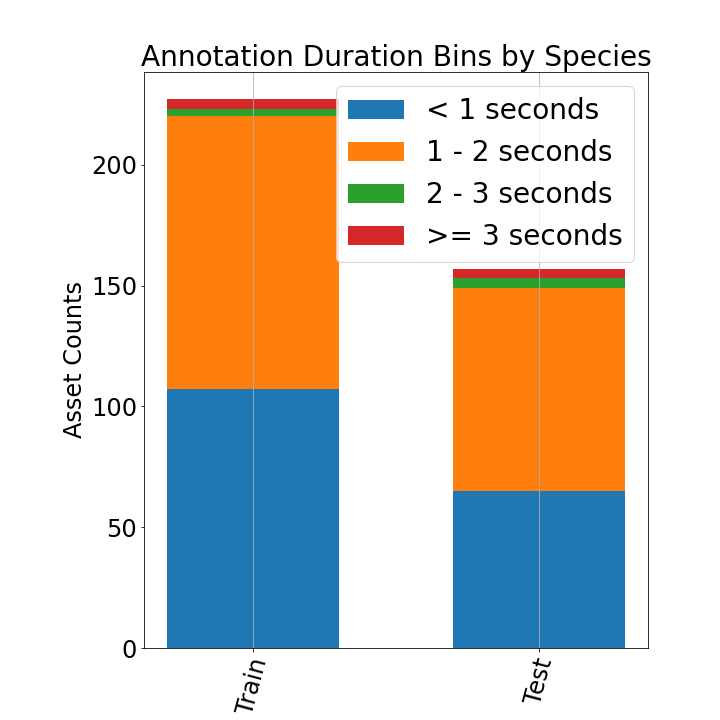 Annotation Duration Bins by Species
< 1 seconds
1 - 2 seconds
2 - 3 seconds
>= 3 seconds
Asset Counts
200
150
100
50
0
Train
Test